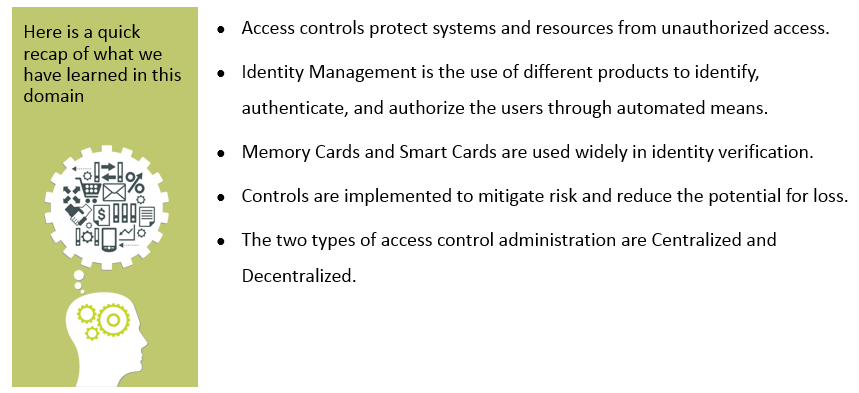 Here is a quick
recap of what we
have learned in this
domain
● Access controls protect systems and resources from unauthorized access.
● Identity Management is the use of different products to identify,
authenticate, and authorize the users through automated means.
● Memory Cards and Smart Cards are used widely in identity verification.
● Controls are implemented to mitigate risk and reduce the potential for loss.
● The two types of access control administration are Centralized and
Decentralized.